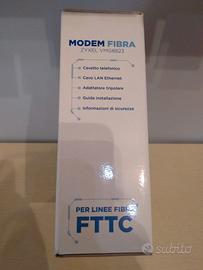 MODEM FIBRA
ZYXEL VMG8823
Cavetto telefonico
Cavo LAN Ethernet
Adattatore tripolare
Guida installazione
Informazioni di sicurezza
PER LINEE FIBRA
FTTC
subito